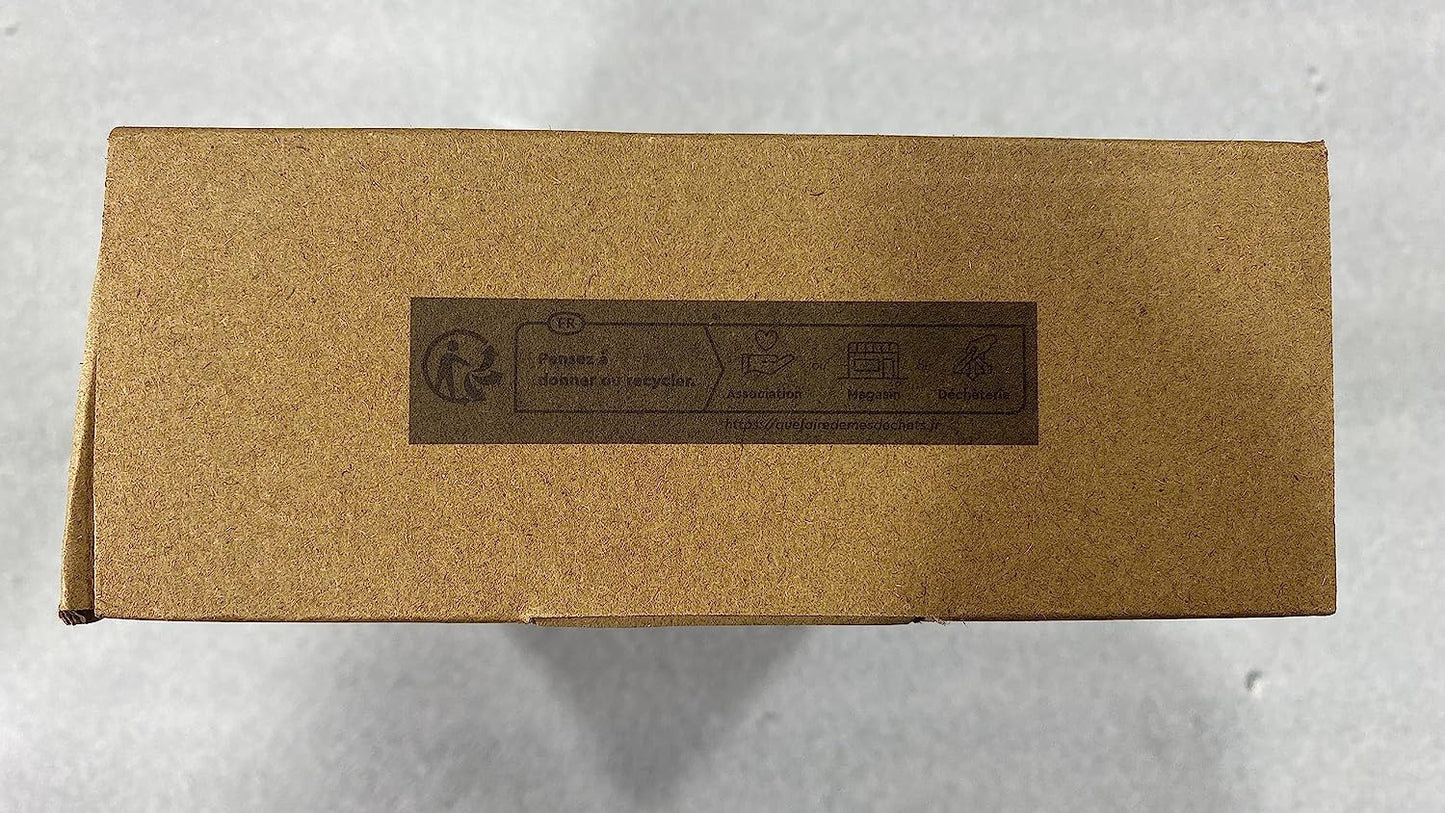 FR
Pensez à
donner ou recycler.
Association
ou
Magasin
ou
Déchèterie
https://quefairedemesdechets.fr